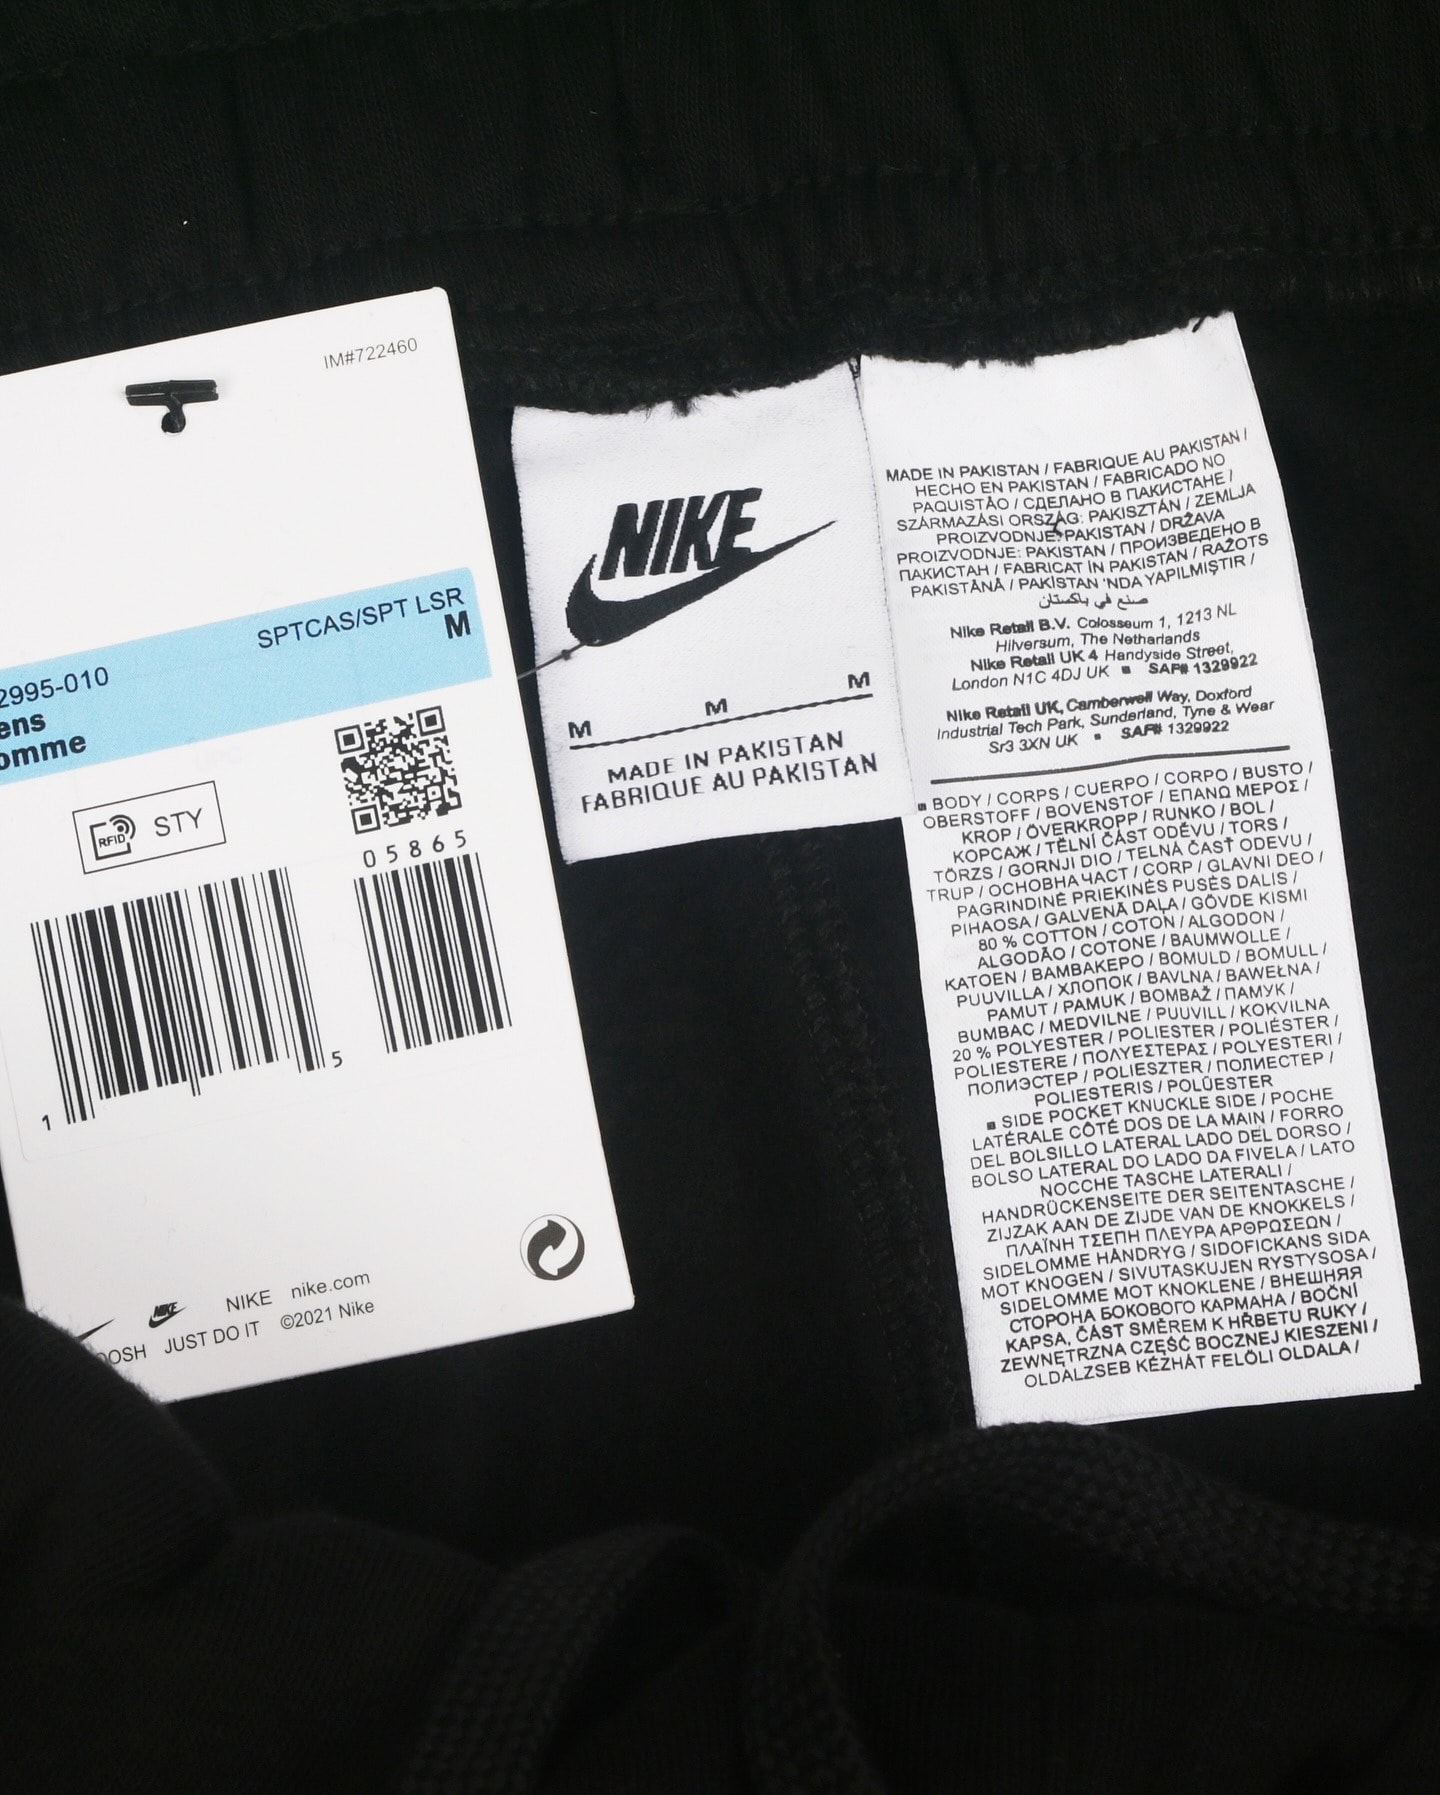 IM#722460
SPTCAS/SPT LSR
M
2995-010
ens
omme
RFID STY
05865
1
5
NIKE nike.com
NIKE
OOSH JUST DO IT ©2021 Nike
NIKE
M M M
MADE IN PAKISTAN
FABRIQUE AU PAKISTAN
MADE IN PAKISTAN / FABRIQUE AU PAKISTAN /
HECHO EN PAKISTAN / FABRICADO NO
PAQUISTÃO / СДЕЛАНО В ПАКИСТАНЕ /
SZÁRMAZÁSI ORSZÁG: PAKISZTÁN / ZEMLJA
PROIZVODNJE: PAKISTAN / DRŽAVA
PROIZVODNJE: PAKISTAN / ПРОИЗВЕДЕНО В
ПАКИСТАН / FABRICAT ÎN PAKISTAN / RAŽOTS
PAKISTĀNĀ / PAKİSTAN 'NDA YAPILMIŞTIR /
صنع في باكستان
Nike Retail B.V. Colosseum 1, 1213 NL
Hilversum, The Netherlands
Nike Retail UK 4 Handyside Street,
London N1C 4DJ UK ▪ SAF# 1329922
Nike Retail UK, Camberwell Way, Doxford
Industrial Tech Park, Sunderland, Tyne & Wear
Sr3 3XN UK ▪ SAF# 1329922
▪ BODY / CORPS / CUERPO / CORPO / BUSTO /
OBERSTOFF / BOVENSTOF / ΕΠΑΝΩ ΜΕΡΟΣ /
KROP / ÖVERKROPP / RUNKO / BOL /
КОРСАЖ / TĚLNÍ ČÁST ODĚVU / TORS /
TÖRZS / GORNJI DIO / TELNÁ ČASŤ ODEVU /
TRUP / ОСНОВНА ЧАСТ / CORP / GLAVNI DEO /
PAGRINDINĖ PRIEKINĖS PUSĖS DALIS /
PIHAOSA / GALVENĀ DAĻA / GÖVDE KISMI
80 % COTTON / COTON / ALGODON /
ALGODÃO / COTONE / BAUMWOLLE /
KATOEN / ΒΑΜΒΑΚΕΡΟ / BOMULD / BOMULL /
PUUVILLA / ХЛОПОК / BAVLNA / BAWEŁNA /
PAMUT / PAMUK / BOMBAŽ / ПАМУК /
BUMBAC / MEDVILNE / PUUVILL / KOKVILNA
20 % POLYESTER / POLIESTER / POLIÉSTER /
POLIESTERE / ΠΟΛΥΕΣΤΕΡΑΣ / POLYESTERI /
ПОЛИЭСТЕР / POLIESZTER / ПОЛИЕСТЕР /
POLIESTERIS / POLÜESTER
▪ SIDE POCKET KNUCKLE SIDE / POCHE
LATÉRALE CÔTÉ DOS DE LA MAIN / FORRO
DEL BOLSILLO LATERAL LADO DEL DORSO /
BOLSO LATERAL DO LADO DA FIVELA / LATO
NOCCHE TASCHE LATERALI /
HANDRÜCKENSEITE DER SEITENTASCHE /
ZIJZAK AAN DE ZIJDE VAN DE KNOKKELS /
ΠΛΑΪΝΗ ΤΣΕΠΗ ΠΛΕΥΡΑ ΑΡΘΡΩΣΕΩΝ /
SIDELOMME HÅNDRYG / SIDOFICKANS SIDA
MOT KNOGEN / SIVUTASKUJEN RYSTYSOSA /
SIDELOMME MOT KNOKLENE / ВНЕШНЯЯ
СТОРОНА БОКОВОГО КАРМАНА / BOČNÍ
KAPSA, ČÁST SMĚREM K HŘBETU RUKY /
ZEWNĘTRZNA CZĘŚĆ BOCZNEJ KIESZENI /
OLDALZSEB KÉZHÁT FELÖLI OLDALA /